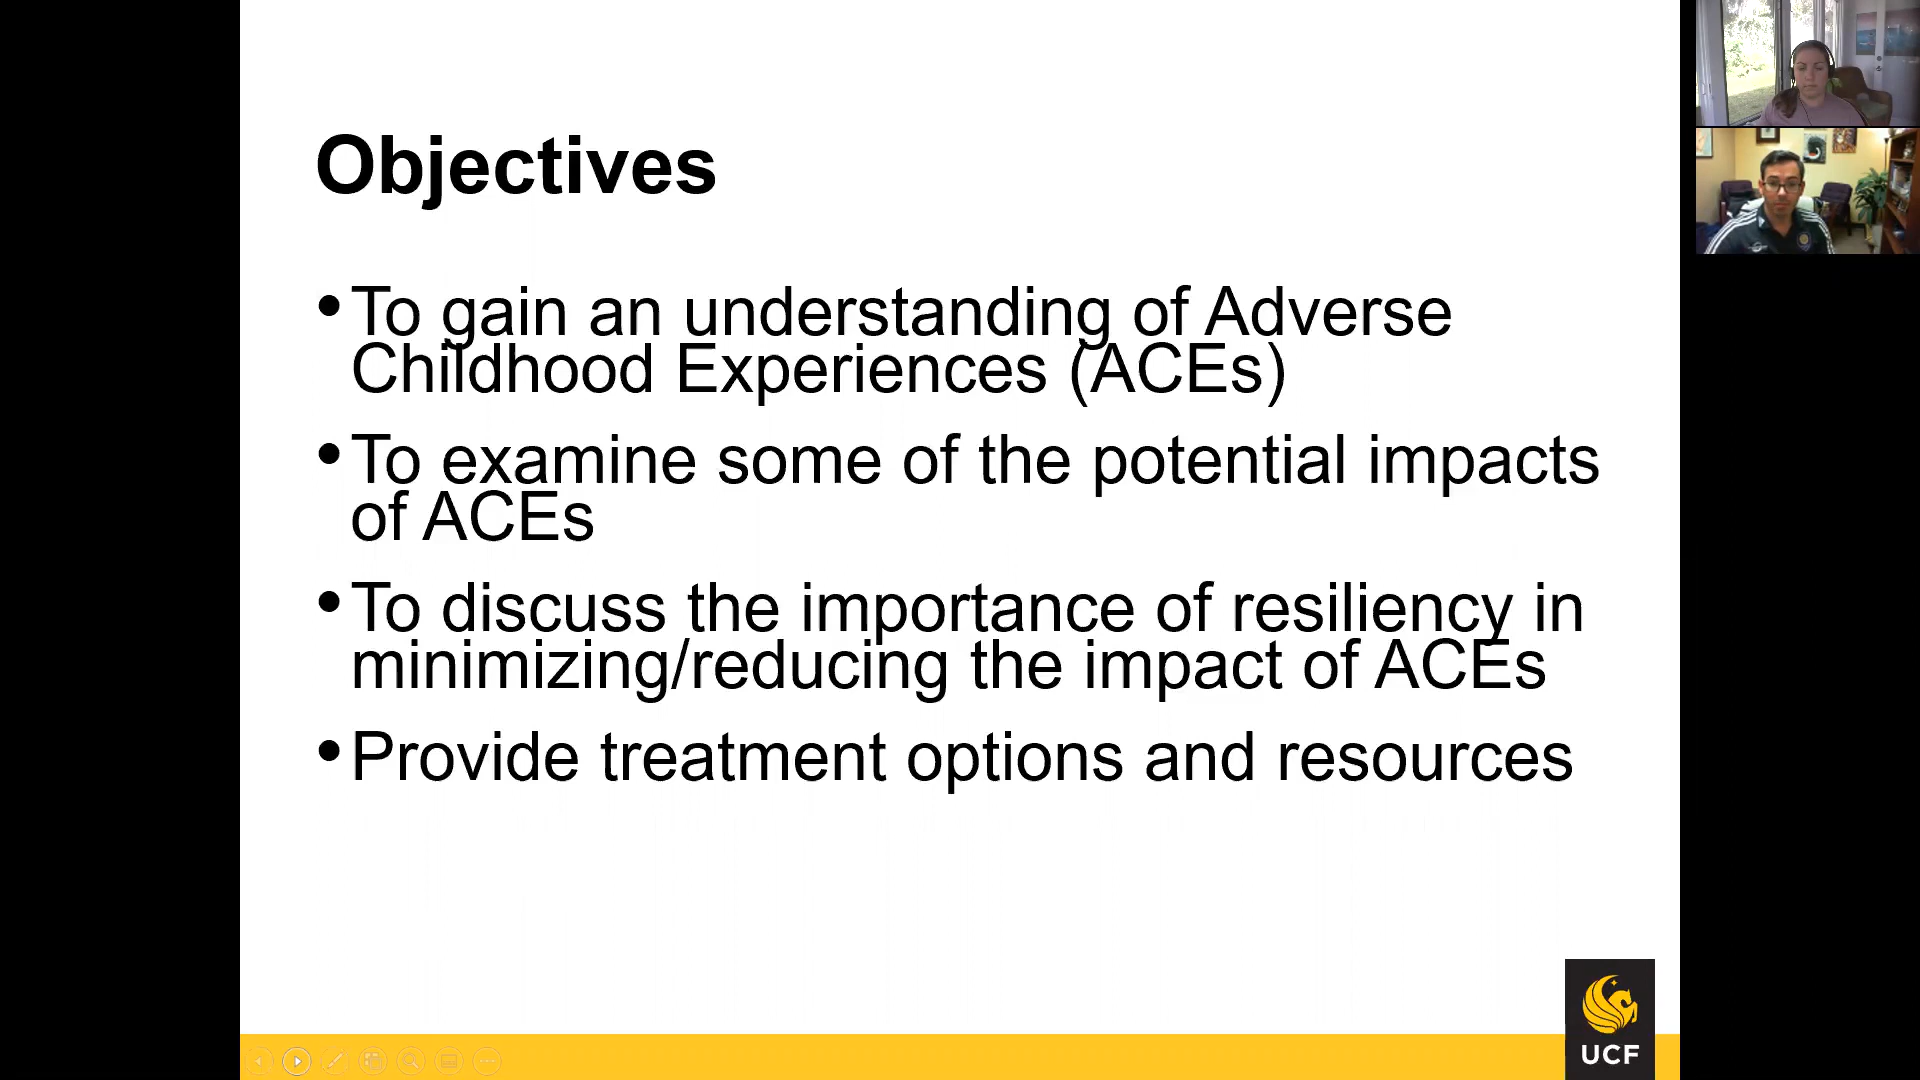 Objectives
•To gain an understanding of Adverse
Childhood Experiences (ACEs)
•To examine some of the potential impacts
of ACEs
•To discuss the importance of resiliency in
minimizing/reducing the impact of ACEs
•Provide treatment options and resources
UCF